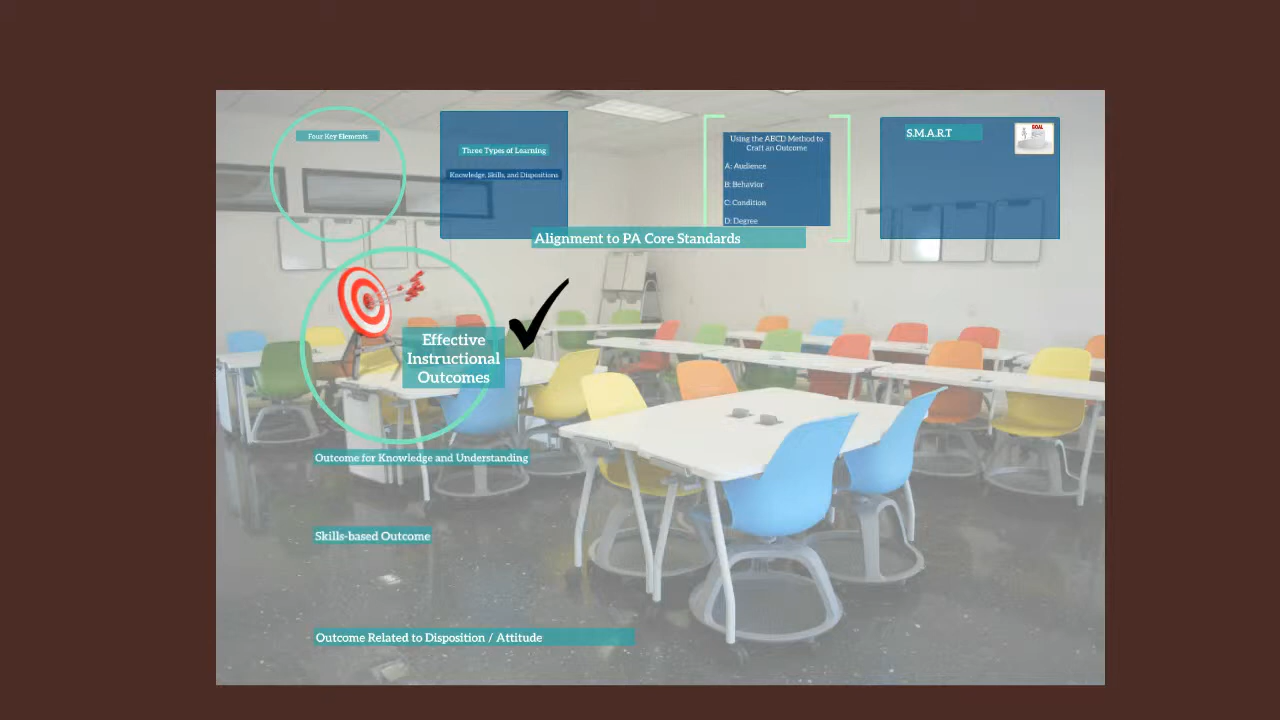 Four Key Elements
Three Types of Learning
Knowledge, Skills, and Dispositions
Using the ABCD Method to
Craft an Outcome
A: Audience
B: Behavior
C: Condition
D: Degree
S.M.A.R.T
GOAL
Alignment to PA Core Standards
Effective
Instructional
Outcomes
Outcome for Knowledge and Understanding
Skills-based Outcome
Outcome Related to Disposition / Attitude